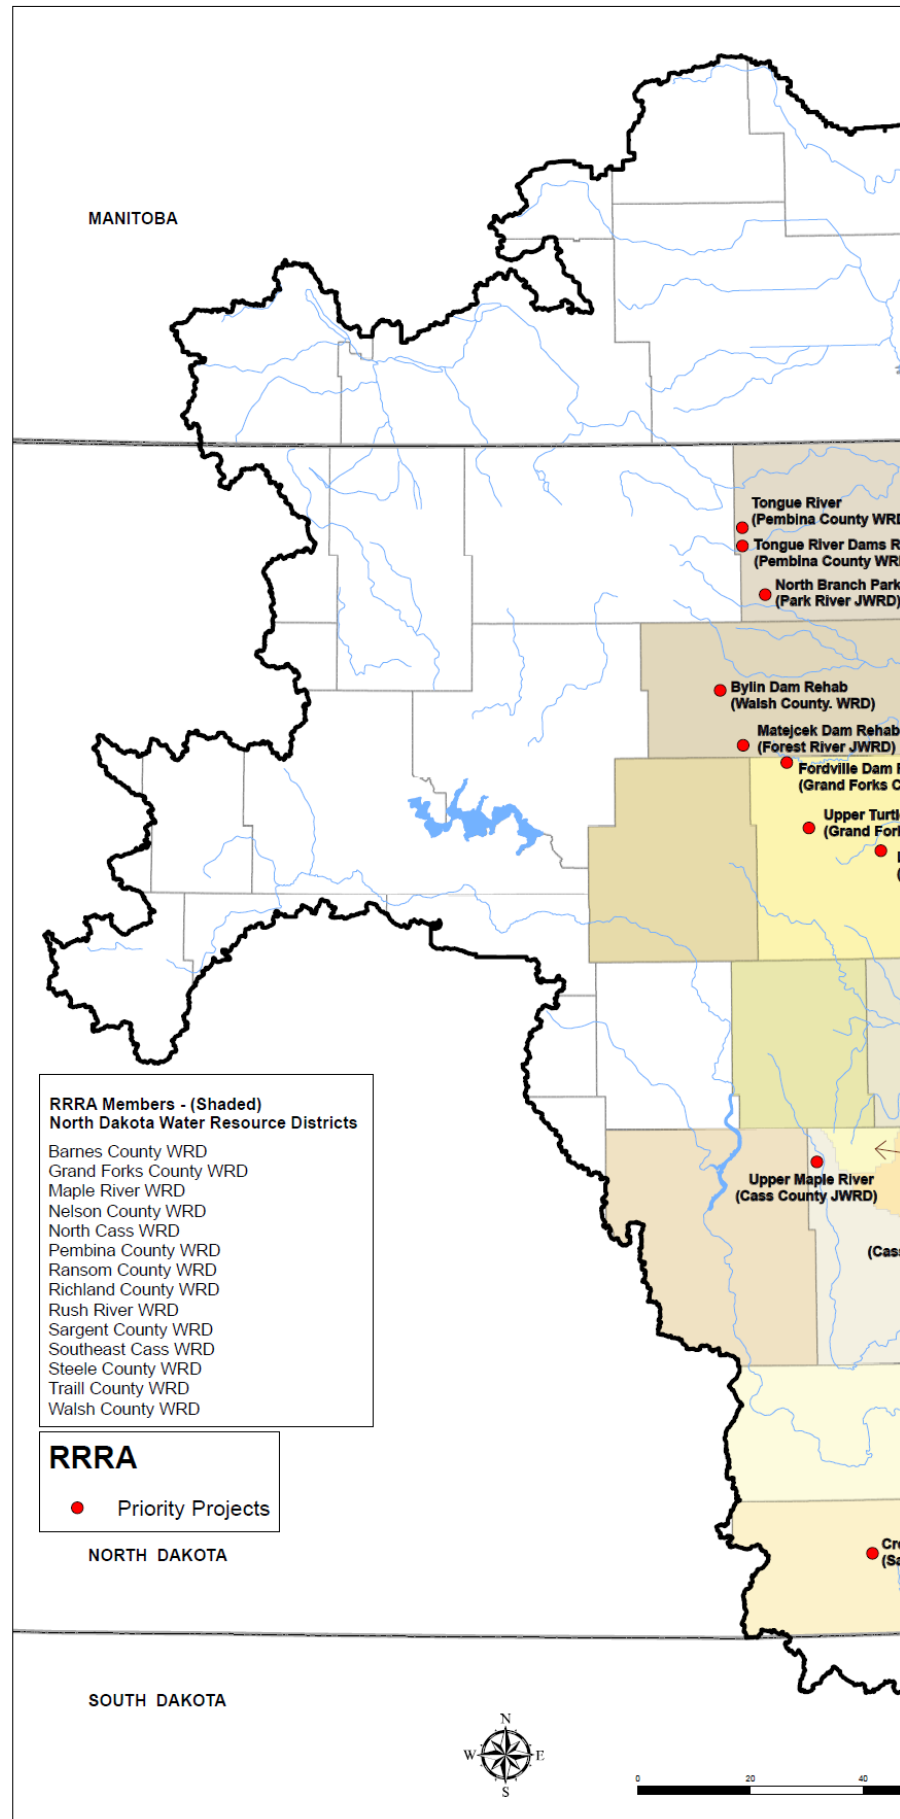 MANITOBA
Tongue River
(Pembina County WRD
Tongue River Dams R
(Pembina County WRD
North Branch Park
(Park River JWRD)
Bylin Dam Rehab
(Walsh County. WRD)
Matejcek Dam Rehab
(Forest River JWRD)
Fordville Dam
(Grand Forks C
Upper Turtle
(Grand Fork
Upper Maple River
(Cass County JWRD)
(Cass
RRRA Members - (Shaded)
North Dakota Water Resource Districts
Barnes County WRD
Grand Forks County WRD
Maple River WRD
Nelson County WRD
North Cass WRD
Pembina County WRD
Ransom County WRD
Richland County WRD
Rush River WRD
Sargent County WRD
Southeast Cass WRD
Steele County WRD
Traill County WRD
Walsh County WRD
RRRA
Priority Projects
NORTH DAKOTA
Cre
(Sa
SOUTH DAKOTA
N
W E
S
0 20 40